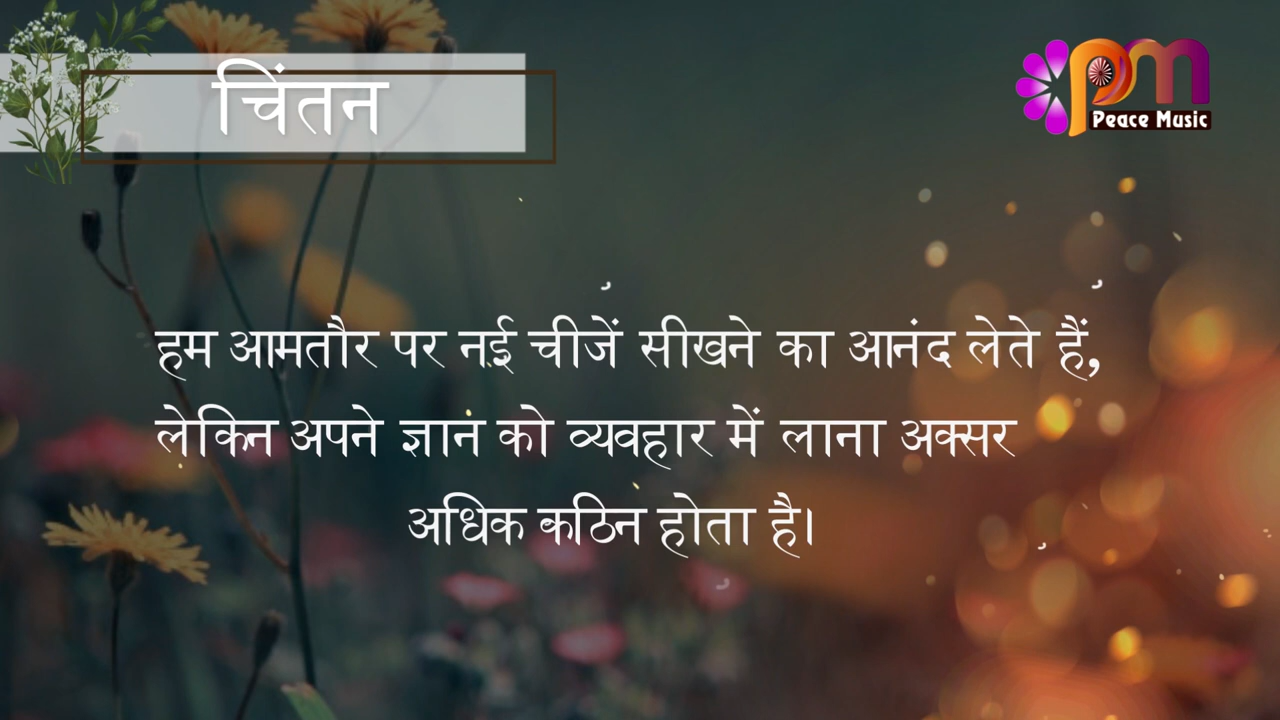 चिंतन
Peace Music
हम आमतौर पर नई चीजें सीखने का आनंद लेते हैं,
लेकिन अपने ज्ञान को व्यवहार में लाना अक्सर
अधिक कठिन होता है।